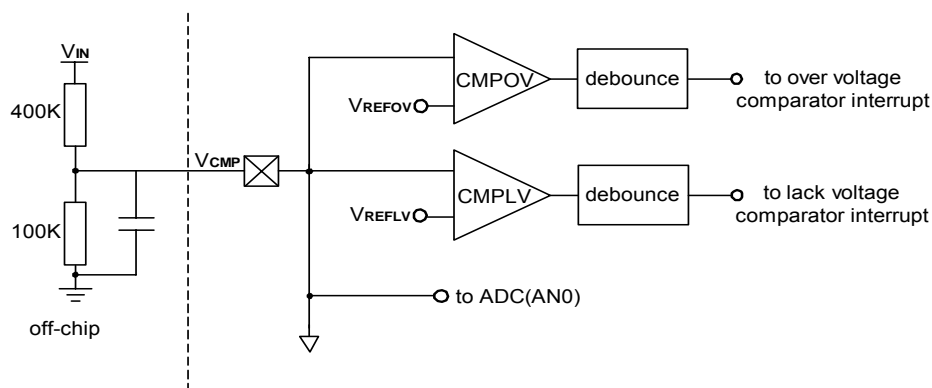 VIN
400K
100K
off-chip
VCMP
CMPOV
VREFOV
debounce
to over voltage
comparator interrupt
CMPLV
VREFLV
debounce
to lack voltage
comparator interrupt
to ADC(AN0)